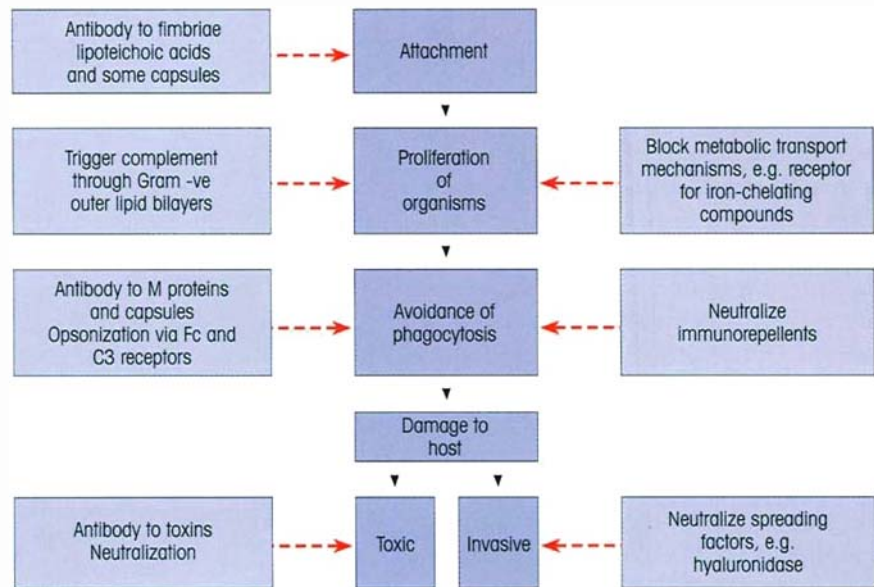 Antibody to fimbriae
lipoteichoic acids
and some capsules
Attachment
Trigger complement
through Gram -ve
outer lipid bilayers
Proliferation
of
organisms
Block metabolic transport
mechanisms, e.g. receptor
for iron-chelating
compounds
Antibody to M proteins
and capsules
Opsonization via Fc and
C3 receptors
Avoidance of
phagocytosis
Neutralize
immunorepellents
Damage to
host
Antibody to toxins
Neutralization
Toxic
Invasive
Neutralize spreading
factors, e.g.
hyaluronidase